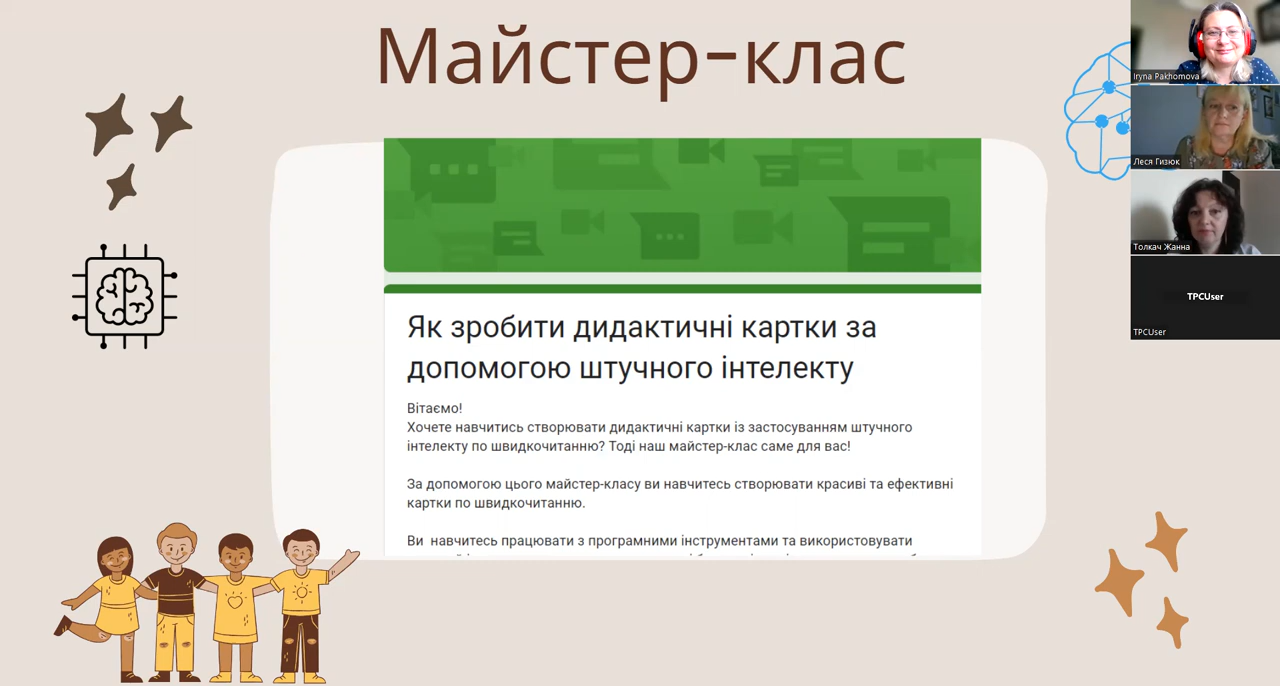 Майстер-клас
Як зробити дидактичні картки за
допомогою штучного інтелекту
Вітаємо!
Хочете навчитись створювати дидактичні картки із застосуванням штучного
інтелекту по швидкочитанню? Тоді наш майстер-клас саме для вас!
За допомогою цього майстер-класу ви навчитесь створювати красиві та ефективні
картки по швидкочитанню.
Ви навчитесь працювати з програмними інструментами та використовувати
Iryna Pakhomova
Леся Гизюк
Толкач Жанна
TPCUser
TPCUser